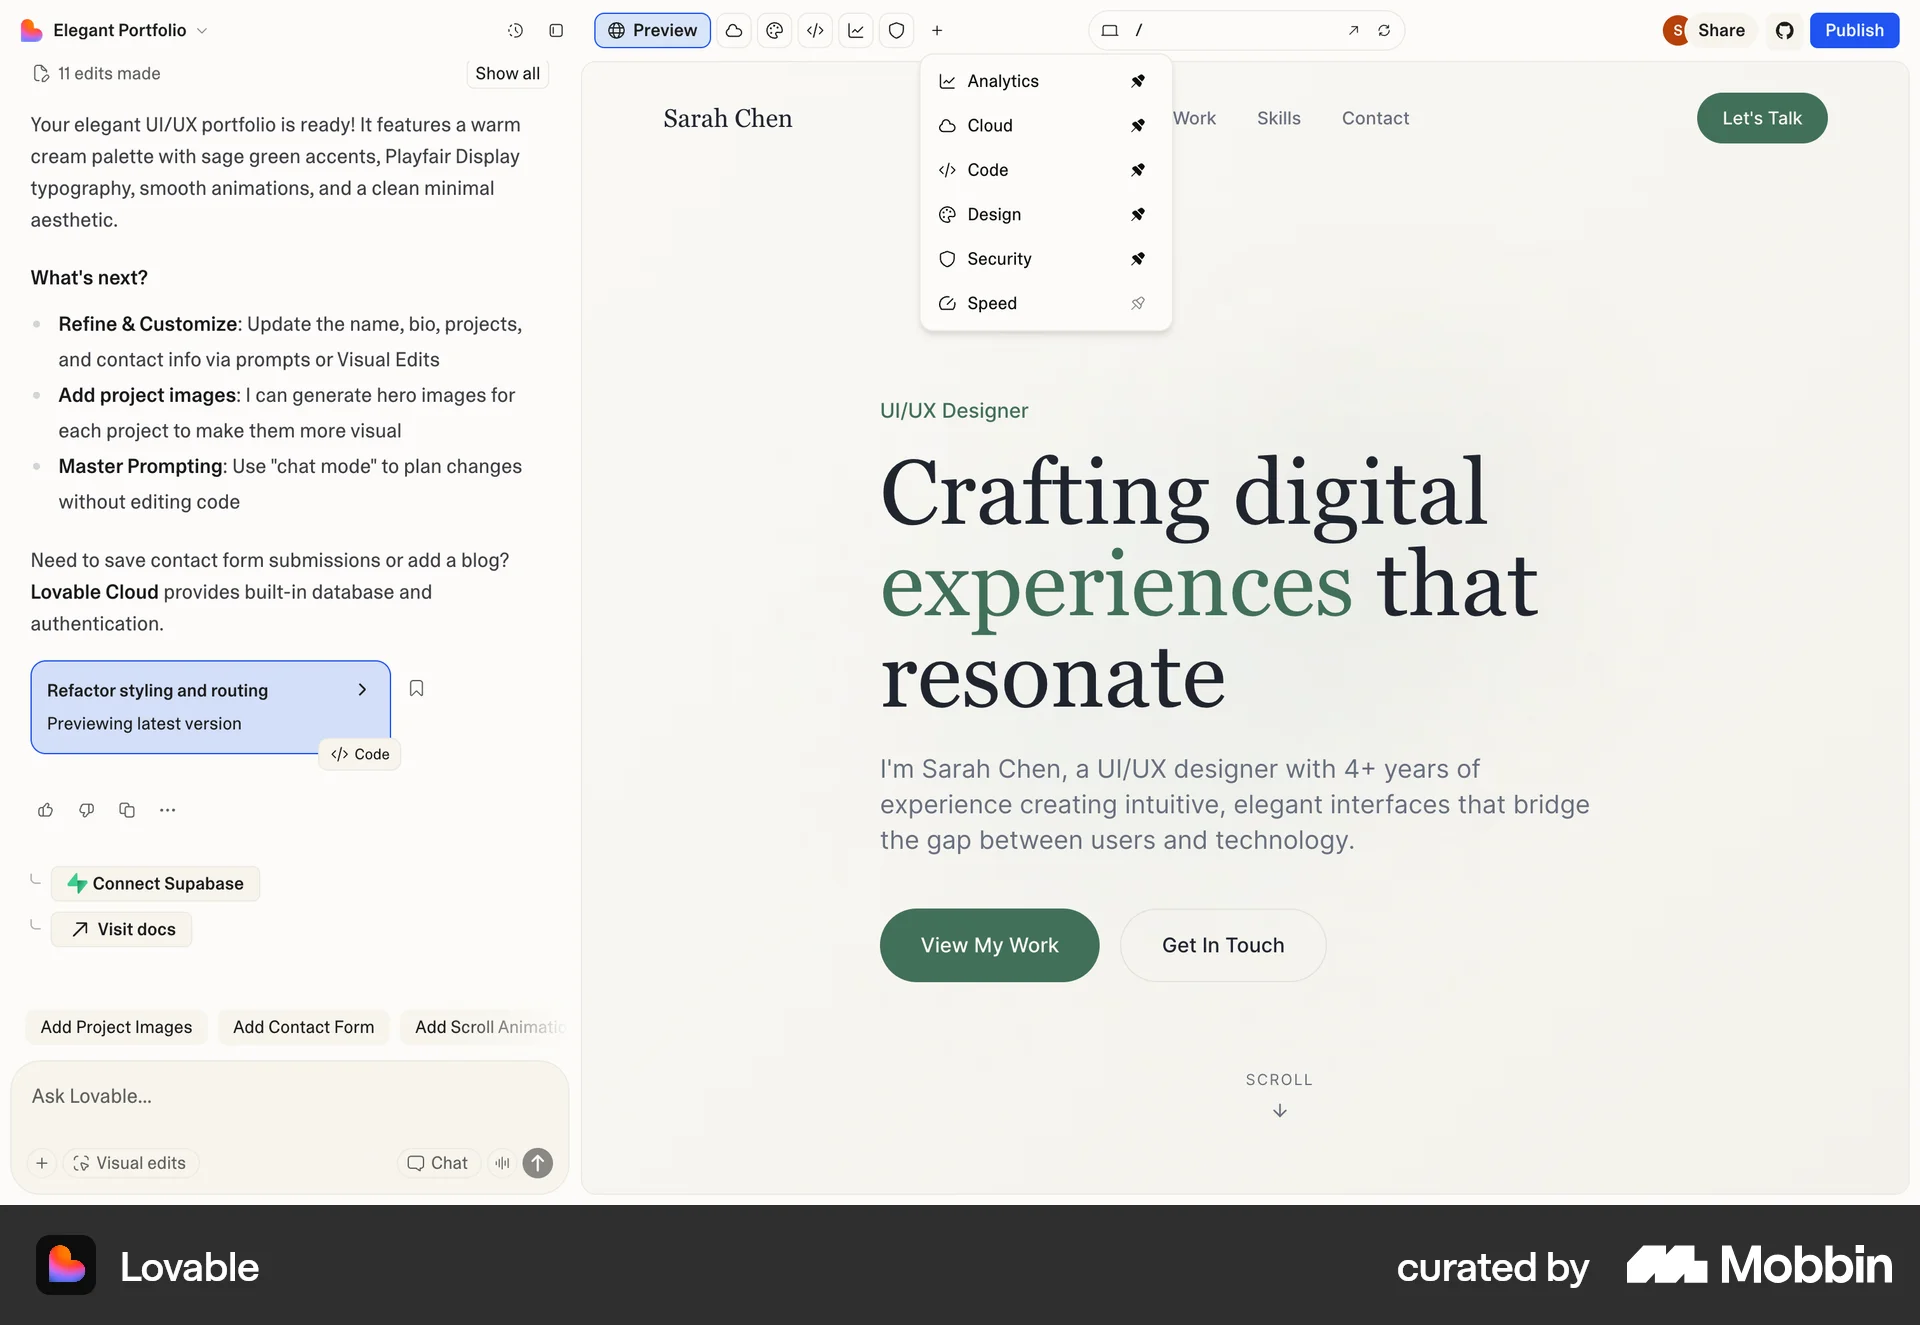 Elegant Portfolio
Preview
/
S
Share
Publish
11 edits made
Show all
Your elegant UI/UX portfolio is ready! It features a warm
cream palette with sage green accents, Playfair Display
typography, smooth animations, and a clean minimal
aesthetic.
What's next?
Refine & Customize: Update the name, bio, projects,
and contact info via prompts or Visual Edits
Add project images: I can generate hero images for
each project to make them more visual
Master Prompting: Use "chat mode" to plan changes
without editing code
Need to save contact form submissions or add a blog?
Lovable Cloud provides built-in database and
authentication.
Refactor styling and routing
Previewing latest version
Code
Connect Supabase
Visit docs
Add Project Images
Add Contact Form
Add Scroll Animatio
Ask Lovable...
Visual edits
Chat
Analytics
Cloud
Code
Design
Security
Speed
Sarah Chen
Work
Skills
Contact
Let's Talk
UI/UX Designer
Crafting digital
experiences that
resonate
I'm Sarah Chen, a UI/UX designer with 4+ years of
experience creating intuitive, elegant interfaces that bridge
the gap between users and technology.
View My Work
Get In Touch
SCROLL
Lovable
curated by
Mobbin